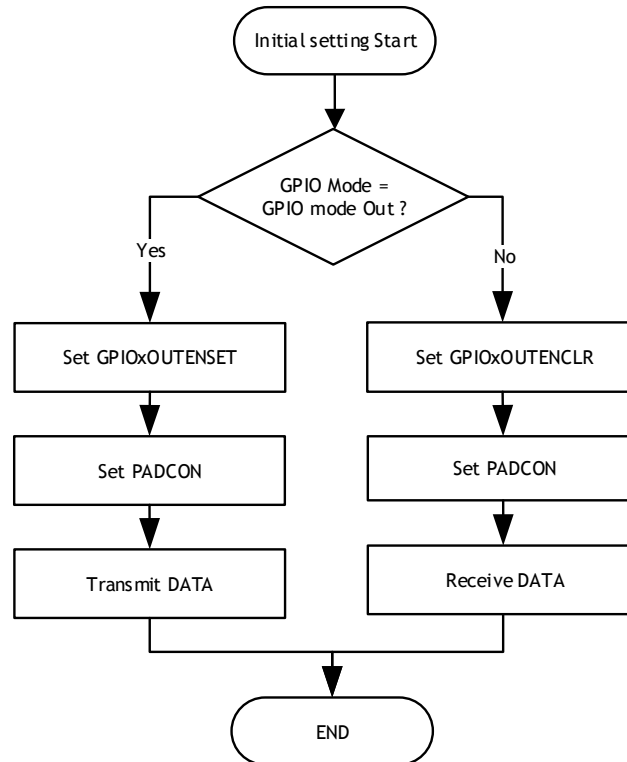 Initial setting Start
GPIO Mode =
GPIO mode Out ?
Yes
No
Set GPIOxOUTENSET
Set GPIOxOUTENCLR
Set PADCON
Set PADCON
Transmit DATA
Receive DATA
END